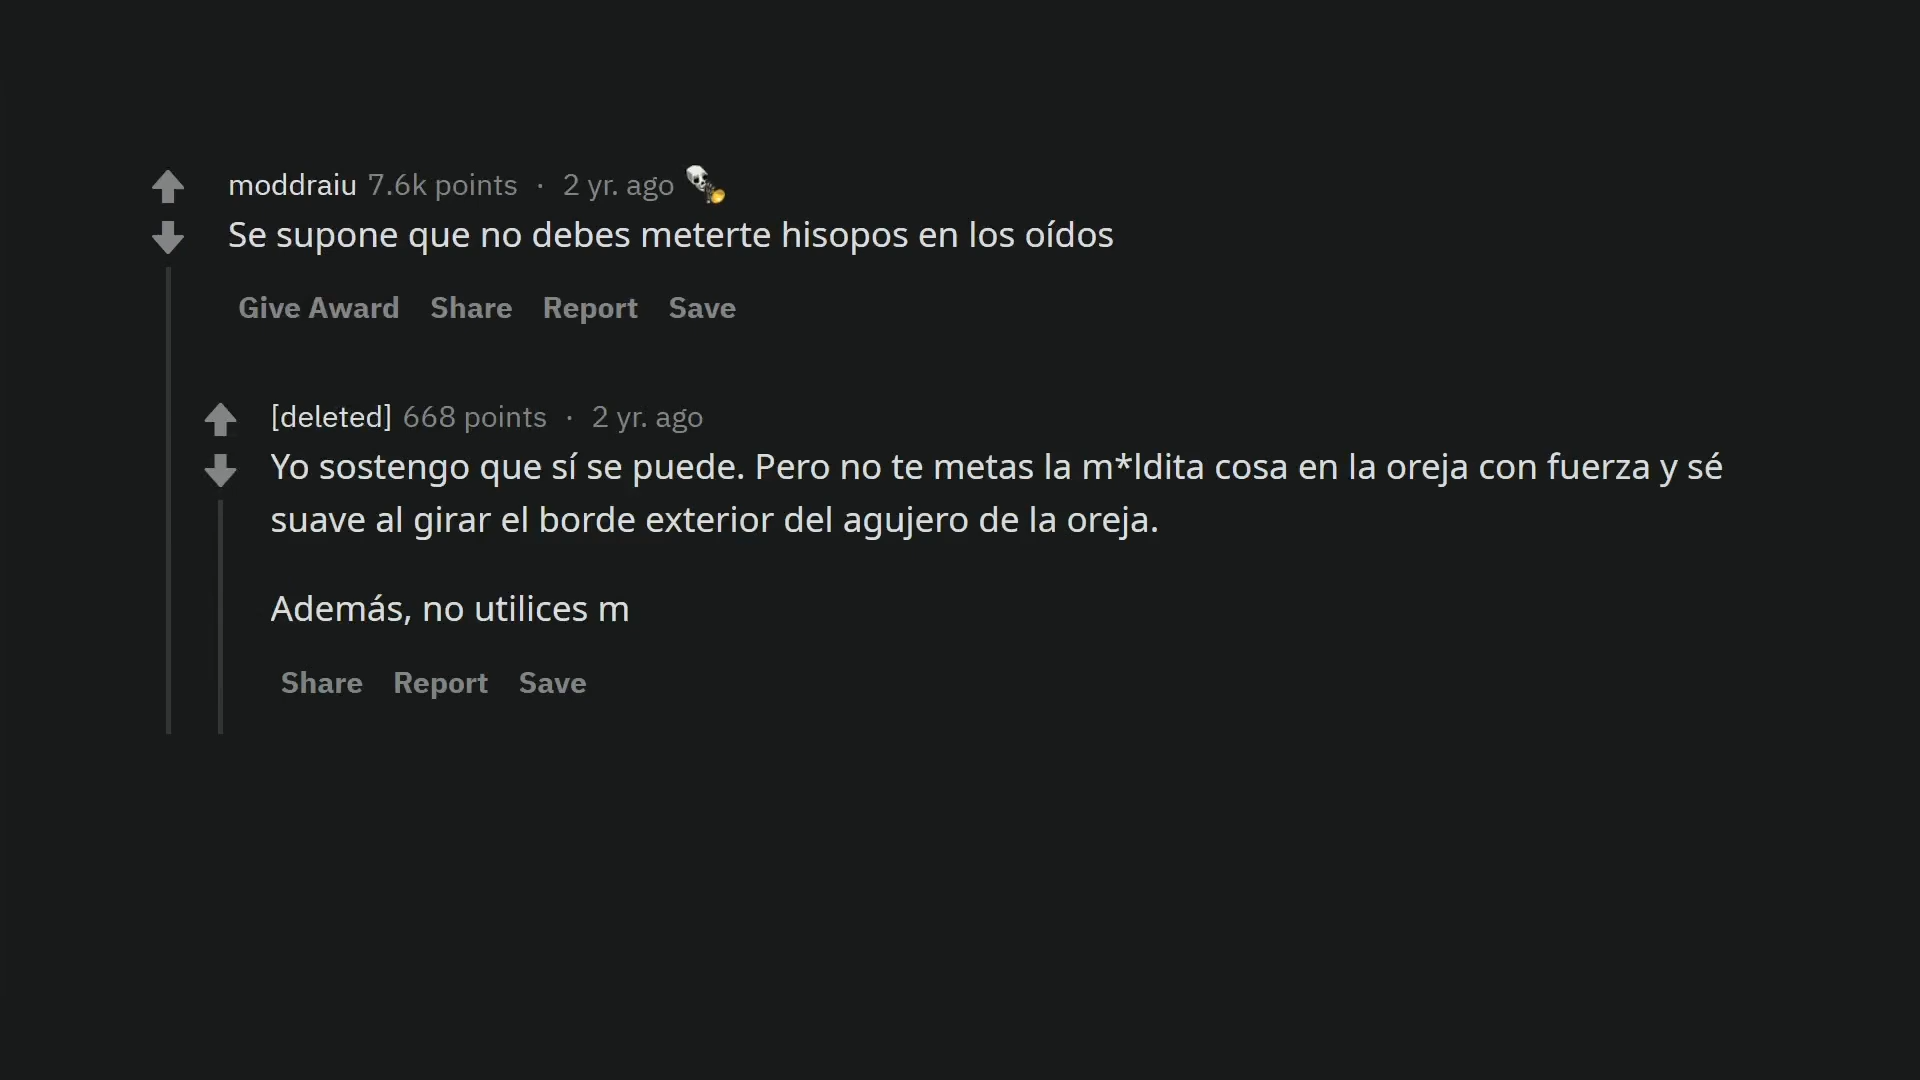 moddraiu 7.6k points · 2 yr. ago
Se supone que no debes meterte hisopos en los oídos
Give Award Share Report Save
[deleted] 668 points · 2 yr. ago
Yo sostengo que sí se puede. Pero no te metas la m*ldita cosa en la oreja con fuerza y sé
suave al girar el borde exterior del agujero de la oreja.
Además, no utilices m
Share Report Save